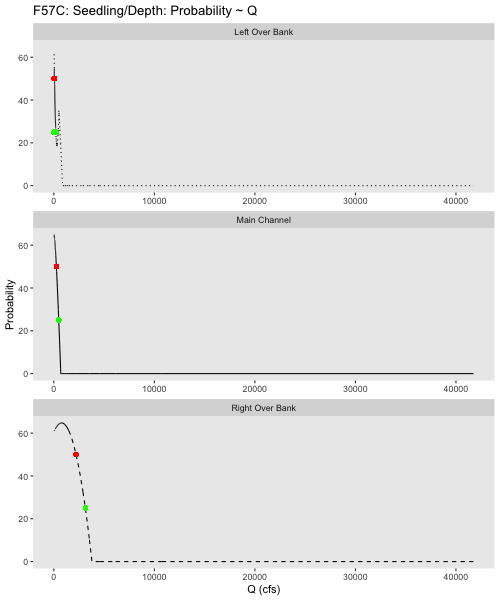 F57C: Seedling/Depth: Probability ~ Q
Left Over Bank
60
40
20
0
0 10000 20000 30000 40000
Main Channel
60
40
20
0
0 10000 20000 30000 40000
Probability
Right Over Bank
60
40
20
0
0 10000 20000 30000 40000
Q (cfs)